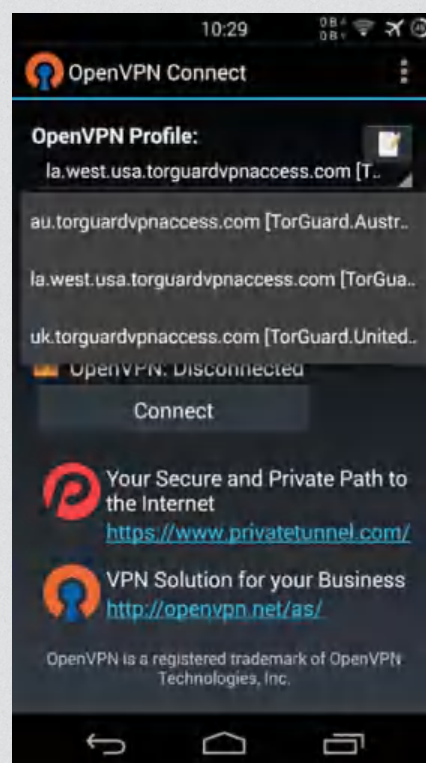 10:29
0B
0B
OpenVPN Connect
OpenVPN Profile:
la.west.usa.torguardvpnaccess.com [T..
au.torguardvpnaccess.com [TorGuard.Austr..
la.west.usa.torguardvpnaccess.com [TorGua..
uk.torguardvpnaccess.com [TorGuard.United..
OpenVPN: Disconnected
Connect
Your Secure and Private Path to
the Internet
https://www.privatetunnel.com/
VPN Solution for your Business
http://openvpn.net/as/
OpenVPN is a registered trademark of OpenVPN
Technologies, Inc.